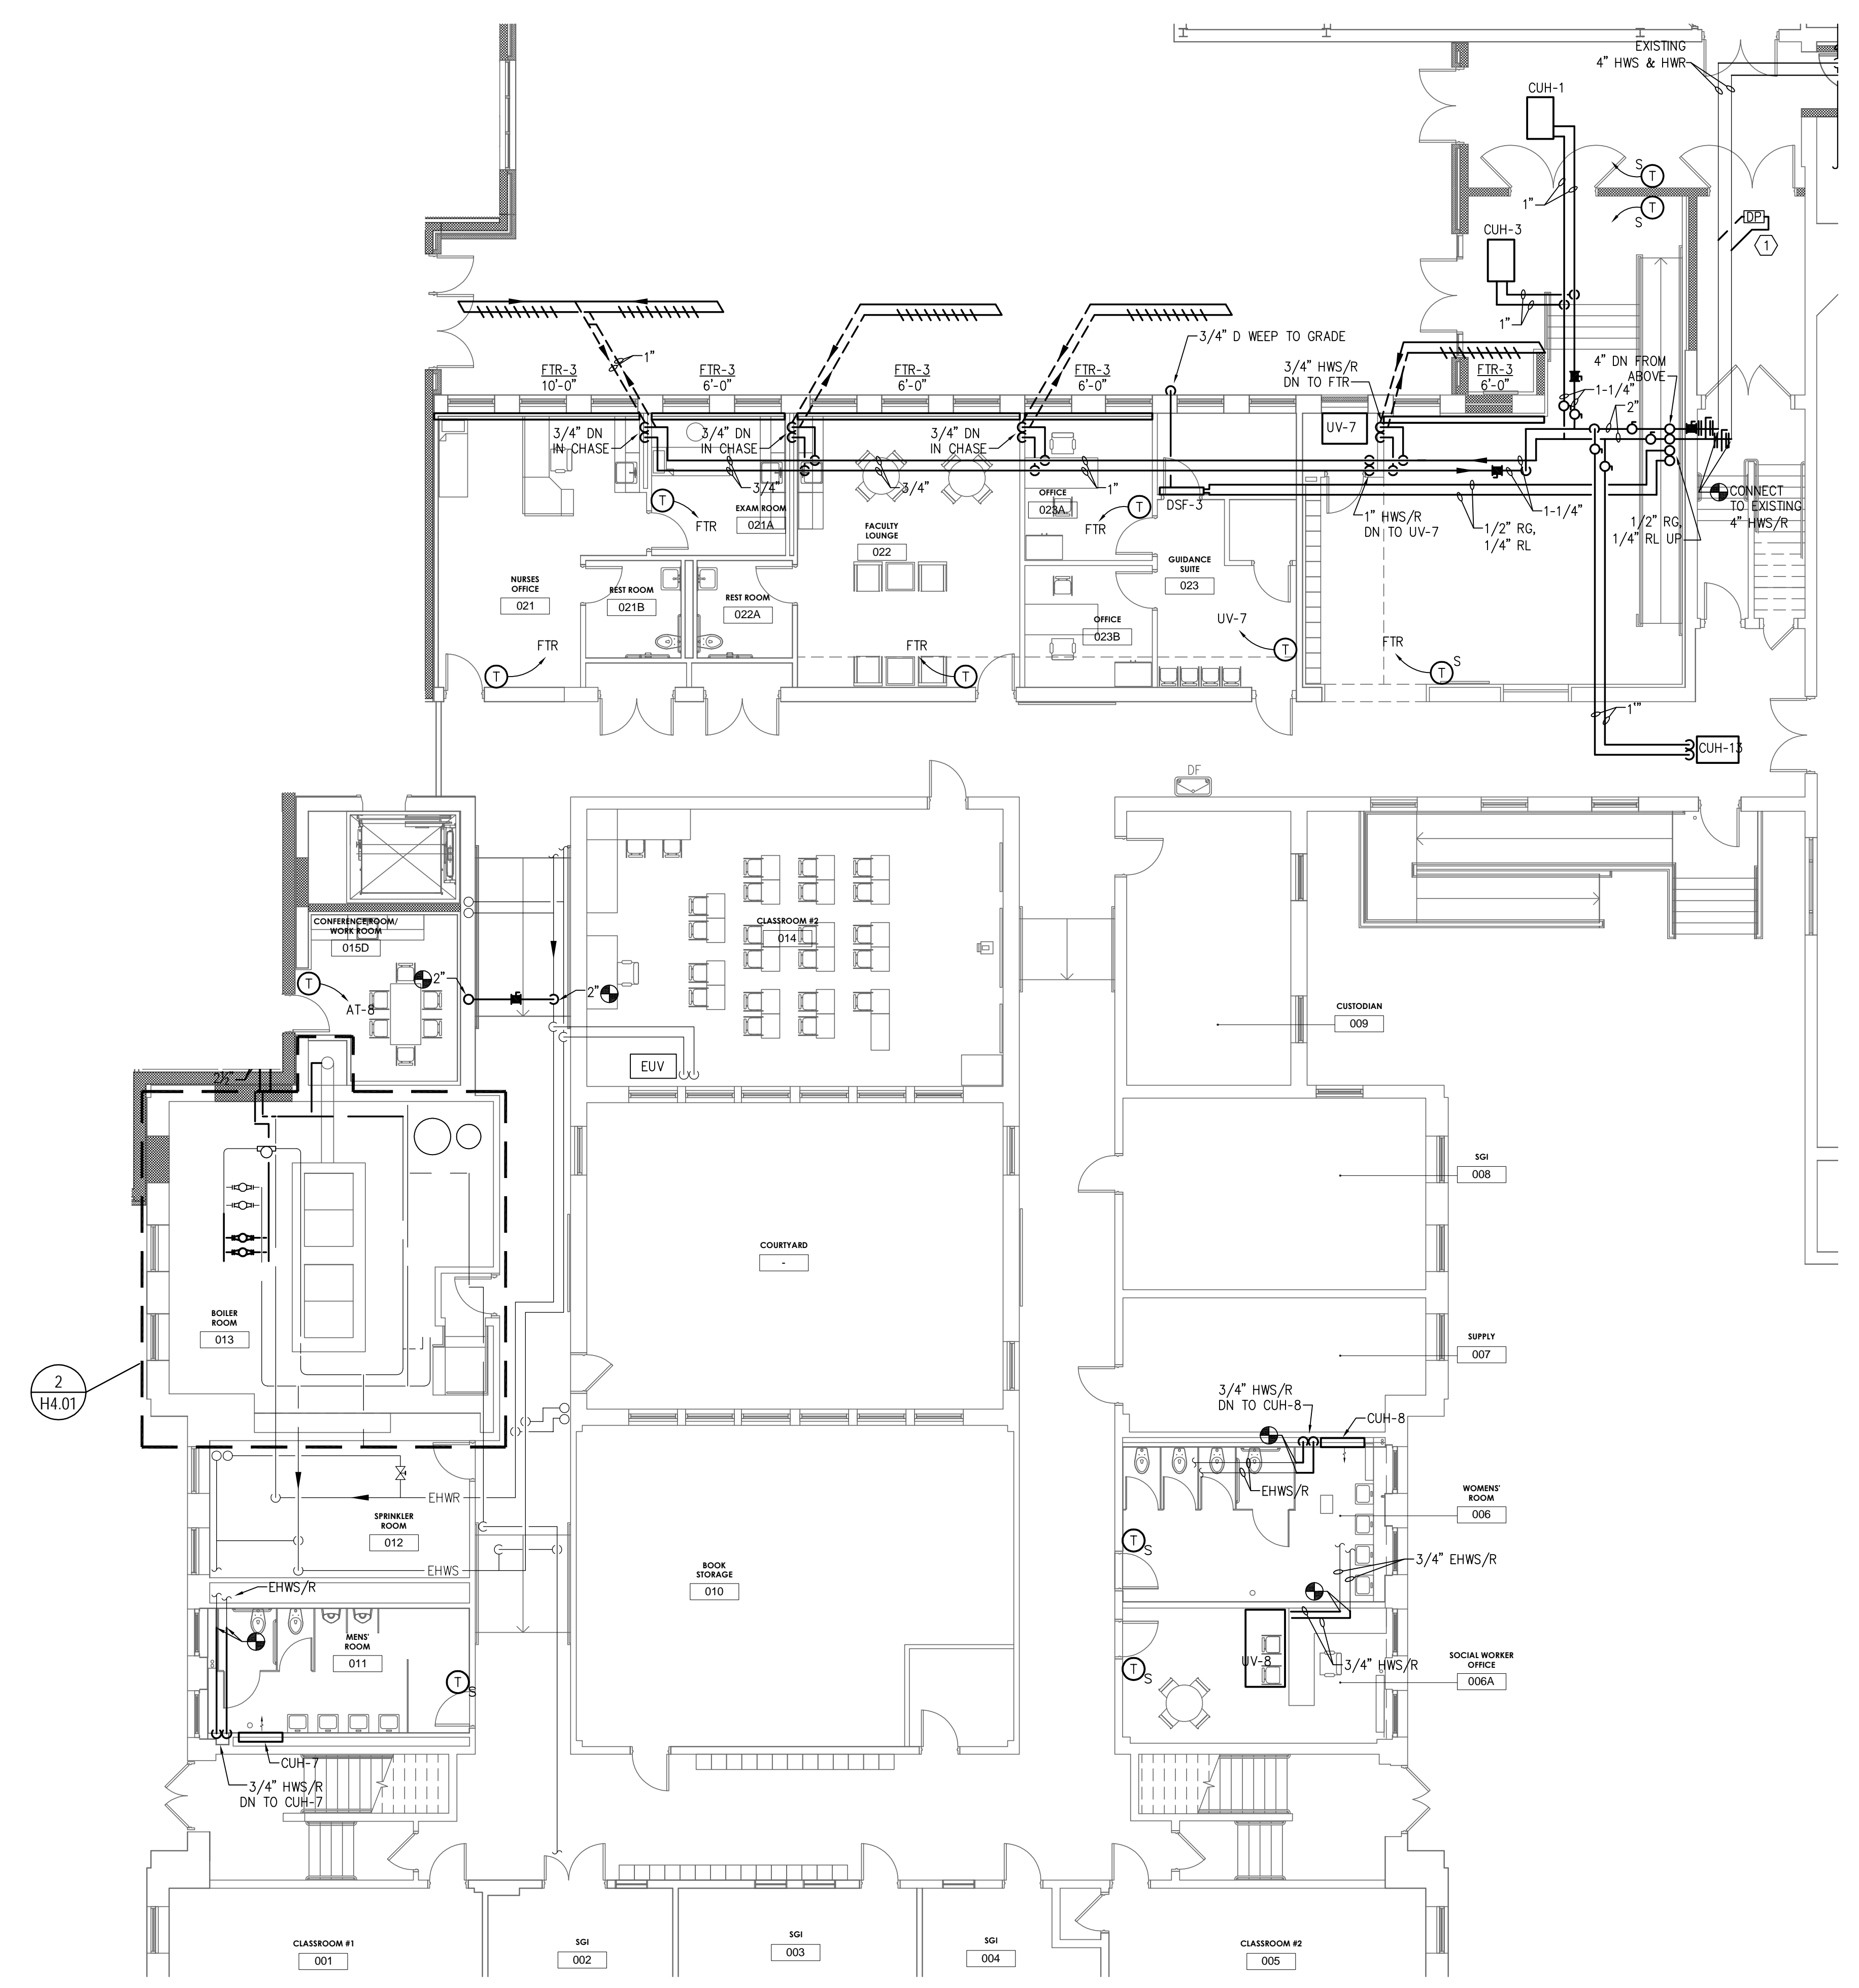 EXISTING
4" HWS & HWR
CUH-1
S
T
1"
T
S
DP
1
CUH-3
1"
3/4" D WEEP TO GRADE
4" DN FROM
ABOVE
1"
FTR-3
10'-0"
FTR-3
6'-0"
FTR-3
6'-0"
FTR-3
6'-0"
3/4" HWS/R
DN TO FTR
FTR-3
6'-0"
1-1/4"
2"
3/4" DN
IN CHASE
3/4" DN
IN CHASE
3/4" DN
IN CHASE
UV-7
3/4"
3/4"
1"
T
FTR
EXAM ROOM
021A
FACULTY
LOUNGE
022
OFFICE
023A
FTR
T
DSF-3
1" HWS/R
DN TO UV-7
1/2" RG,
1/4" RL
1-1/4"
1/2" RG,
1/4" RL UP
CONNECT
TO EXISTING
4" HWS/R
NURSES
OFFICE
021
REST ROOM
021B
REST ROOM
022A
GUIDANCE
SUITE
023
OFFICE
023B
UV-7
T
FTR
T
FTR
T
FTR
T
S
1'"
CUH-13
DF
CONFERENCE ROOM/
WORK ROOM
015D
T
AT-8
2"
2"
CLASSROOM #2
014
EUV
CUSTODIAN
009
2½"
SGI
008
COURTYARD
-
BOILER
ROOM
013
SUPPLY
007
2
H4.01
3/4" HWS/R
DN TO CUH-8
CUH-8
EHWS/R
WOMENS'
ROOM
006
EHWR
SPRINKLER
ROOM
012
EHWS
T
S
3/4" EHWS/R
BOOK
STORAGE
010
EHWS/R
MENS'
ROOM
011
T
S
T
S
UV-8
3/4" HWS/R
SOCIAL WORKER
OFFICE
006A
CUH-7
3/4" HWS/R
DN TO CUH-7
CLASSROOM #1
001
SGI
002
SGI
003
SGI
004
CLASSROOM #2
005